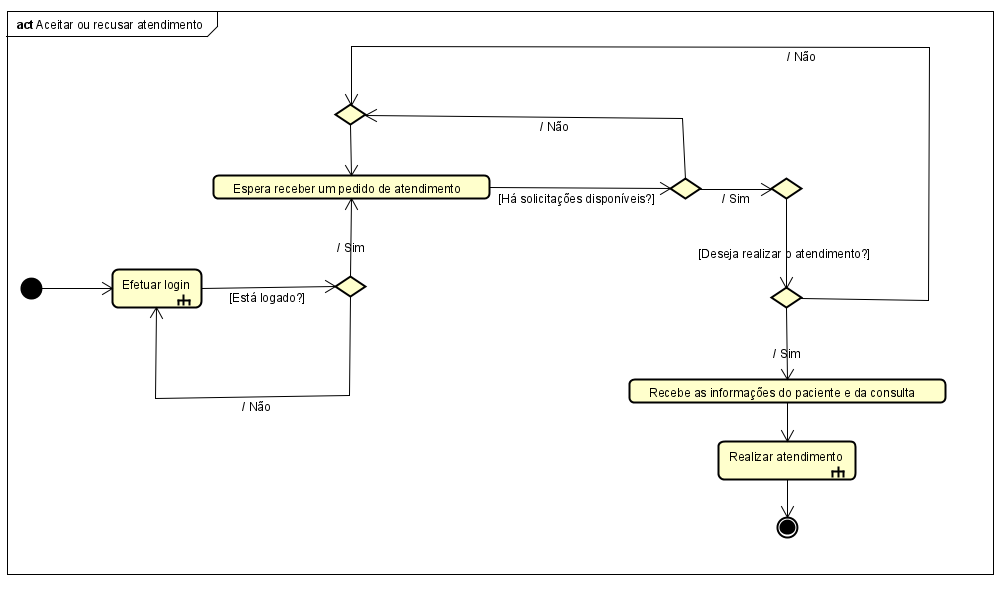 act Aceitar ou recusar atendimento
/ Não
/ Não
Espera receber um pedido de atendimento
[Há solicitações disponíveis?]
/ Sim
/ Sim
[Deseja realizar o atendimento?]
Efetuar login
[Está logado?]
/ Sim
Recebe as informações do paciente e da consulta
/ Não
Realizar atendimento